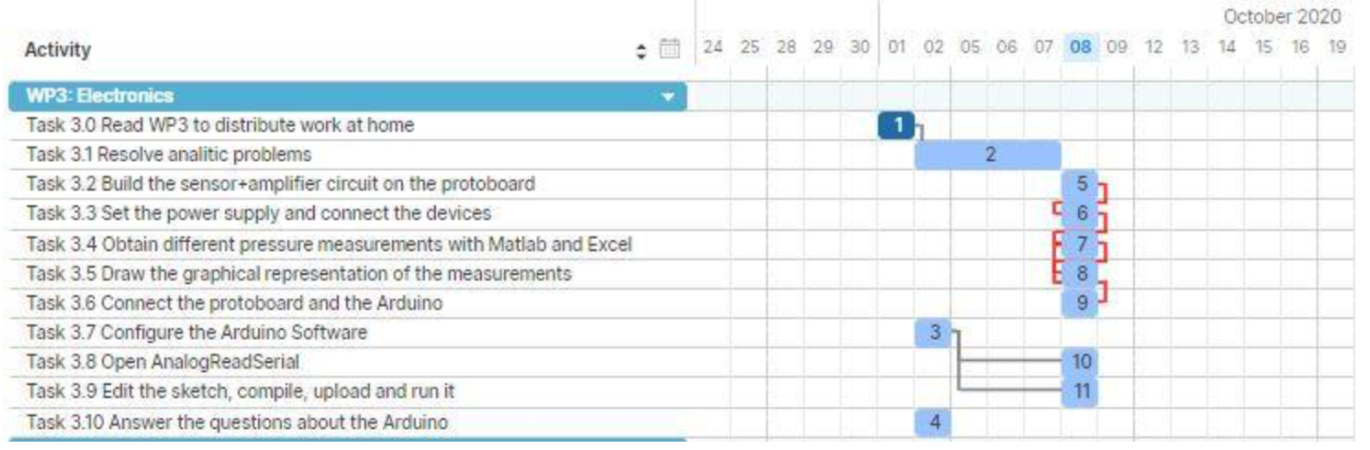 October 2020
Activity 24 25 28 29 30 01 02 05 06 07 08 09 12 13 14 15 16 19
WP3: Electronics
Task 3.0 Read WP3 to distribute work at home 1
Task 3.1 Resolve analitic problems 2
Task 3.2 Build the sensor+amplifier circuit on the protoboard 5
Task 3.3 Set the power supply and connect the devices 6
Task 3.4 Obtain different pressure measurements with Matlab and Excel 7
Task 3.5 Draw the graphical representation of the measurements 8
Task 3.6 Connect the protoboard and the Arduino 9
Task 3.7 Configure the Arduino Software 3
Task 3.8 Open AnalogReadSerial 10
Task 3.9 Edit the sketch, compile, upload and run it 11
Task 3.10 Answer the questions about the Arduino 4